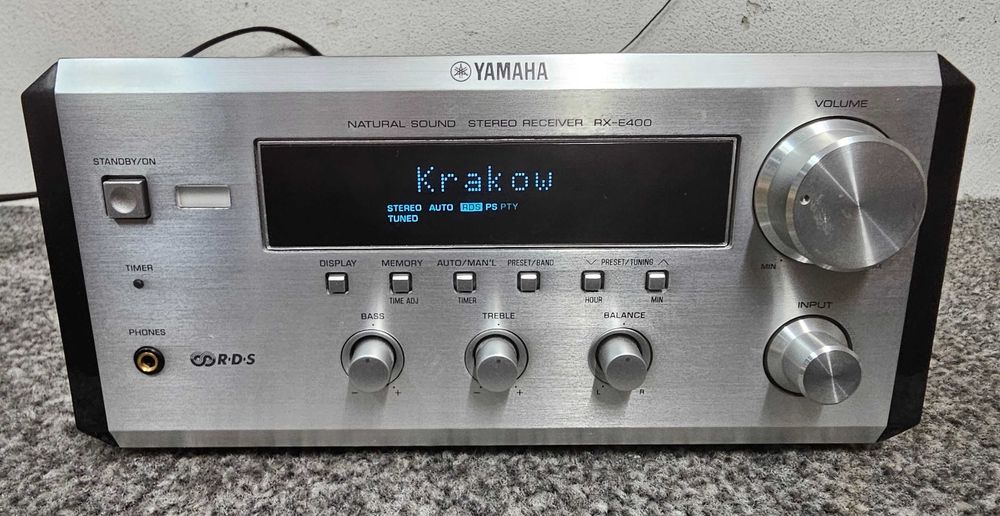 YAMAHA
VOLUME
NATURAL SOUND STEREO RECEIVER RX-E400
STANDBY/ON
Krakow
STEREO AUTO RDS PS PTY
TUNED
MIN
TIMER
DISPLAY MEMORY AUTO/MAN'L PRESET/BAND PRESET/TUNING
TIME ADJ TIMER HOUR MIN
INPUT
BASS TREBLE BALANCE
PHONES
R·D·S
- + - + L R